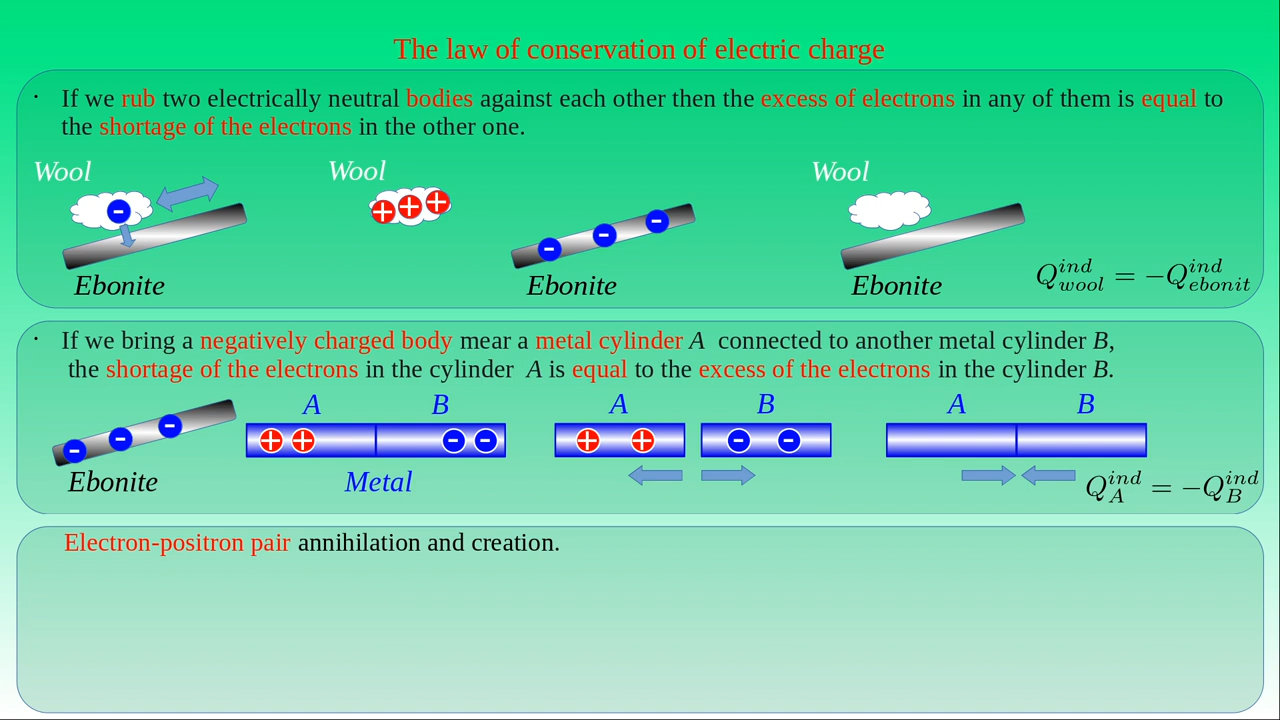 The law of conservation of electric charge
· If we rub two electrically neutral bodies against each other then the excess of electrons in any of them is equal to
the shortage of the electrons in the other one.
Wool Wool Wool
Ebonite Ebonite Ebonite
Q_{wool}^{ind} = −Q_{ebonit}^{ind}
· If we bring a negatively charged body mear a metal cylinder A connected to another metal cylinder B,
the shortage of the electrons in the cylinder A is equal to the excess of the electrons in the cylinder B.
A B A B A B
Ebonite Metal
Q_A^{ind} = −Q_B^{ind}
Electron-positron pair annihilation and creation.